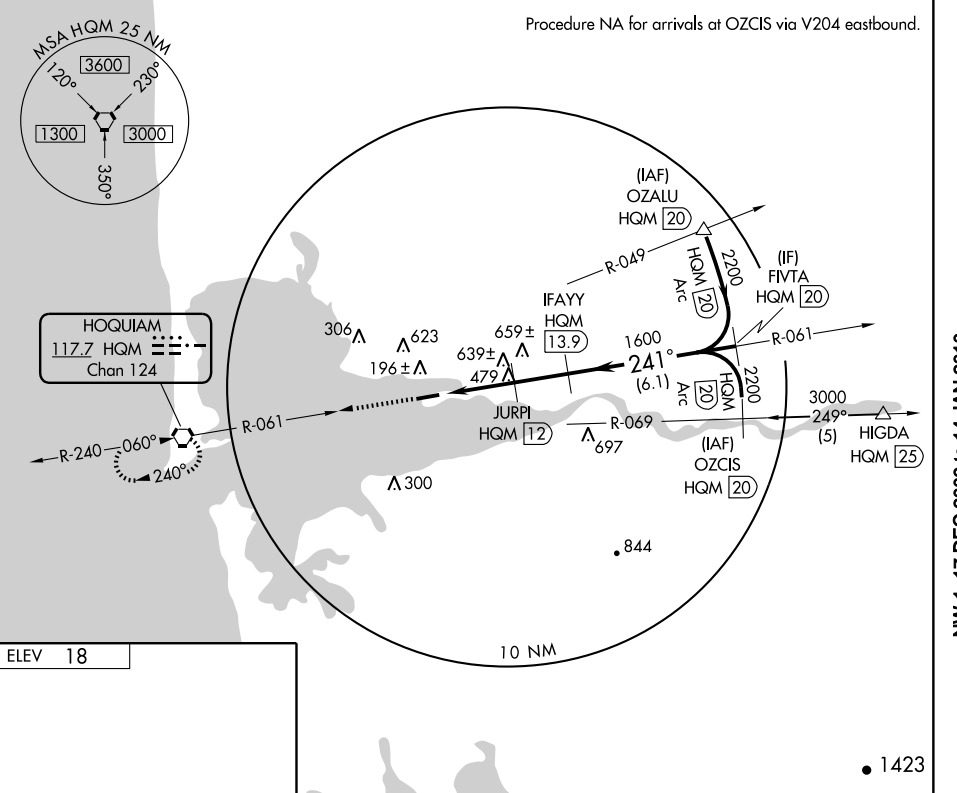 Procedure NA for arrivals at OZCIS via V204 eastbound.
MSA HQM 25 NM
3600
120°
230°
1300
3000
350°
(IAF)
OZALU
HQM 20
R-049
2200
HQM 20
Arc
(IF)
FIVTA
HQM 20
IFAYY
HQM
13.9
R-061
HOQUIAM
117.7 HQM
Chan 124
306
623
659±
639±
196±
479
1600
241°
(6.1)
HQM
20
Arc
2200
JURPI
HQM 12
R-061
R-069
3000
249°
(5)
HIGDA
HQM 25
697
(IAF)
OZCIS
HQM 20
R-240
060°
240°
300
844
10 NM
ELEV 18
1423